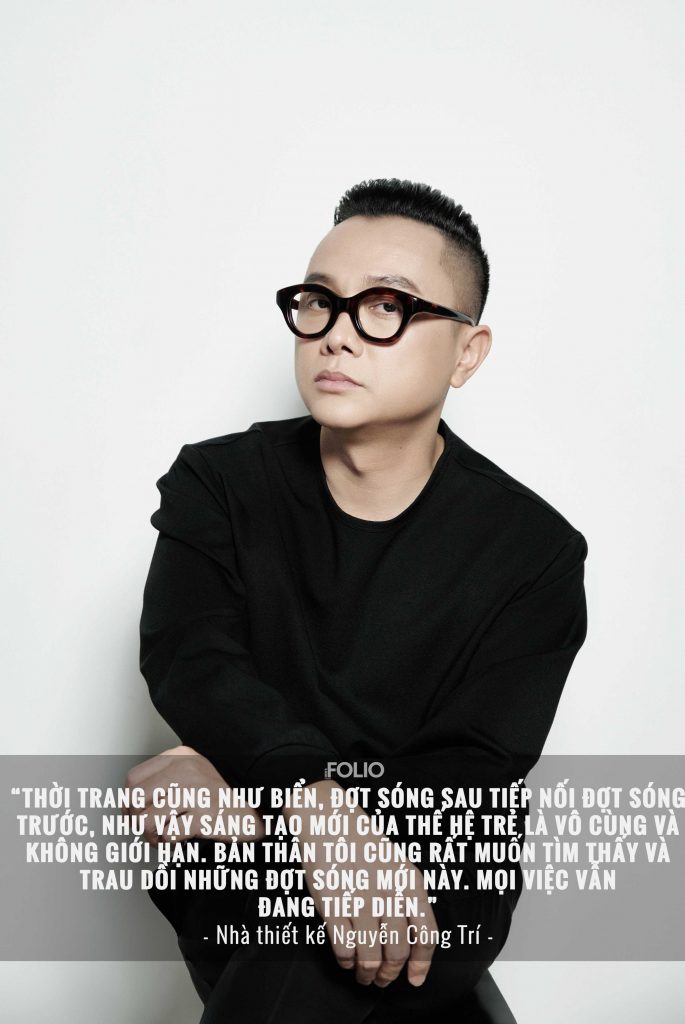 FOLIO
“THỜI TRANG CŨNG NHƯ BIỂN, ĐỢT SÓNG SAU TIẾP NỐI ĐỢT SÓNG
TRƯỚC, NHƯ VẬY SÁNG TẠO MỚI CỦA THẾ HỆ TRẺ LÀ VÔ CÙNG VÀ
KHÔNG GIỚI HẠN. BẢN THÂN TÔI CŨNG RẤT MUỐN TÌM THẤY VÀ
TRAU DỒI NHỮNG ĐỢT SÓNG MỚI NÀY. MỌI VIỆC VẪN
ĐANG TIẾP DIỄN.”
- Nhà thiết kế Nguyễn Công Trí -